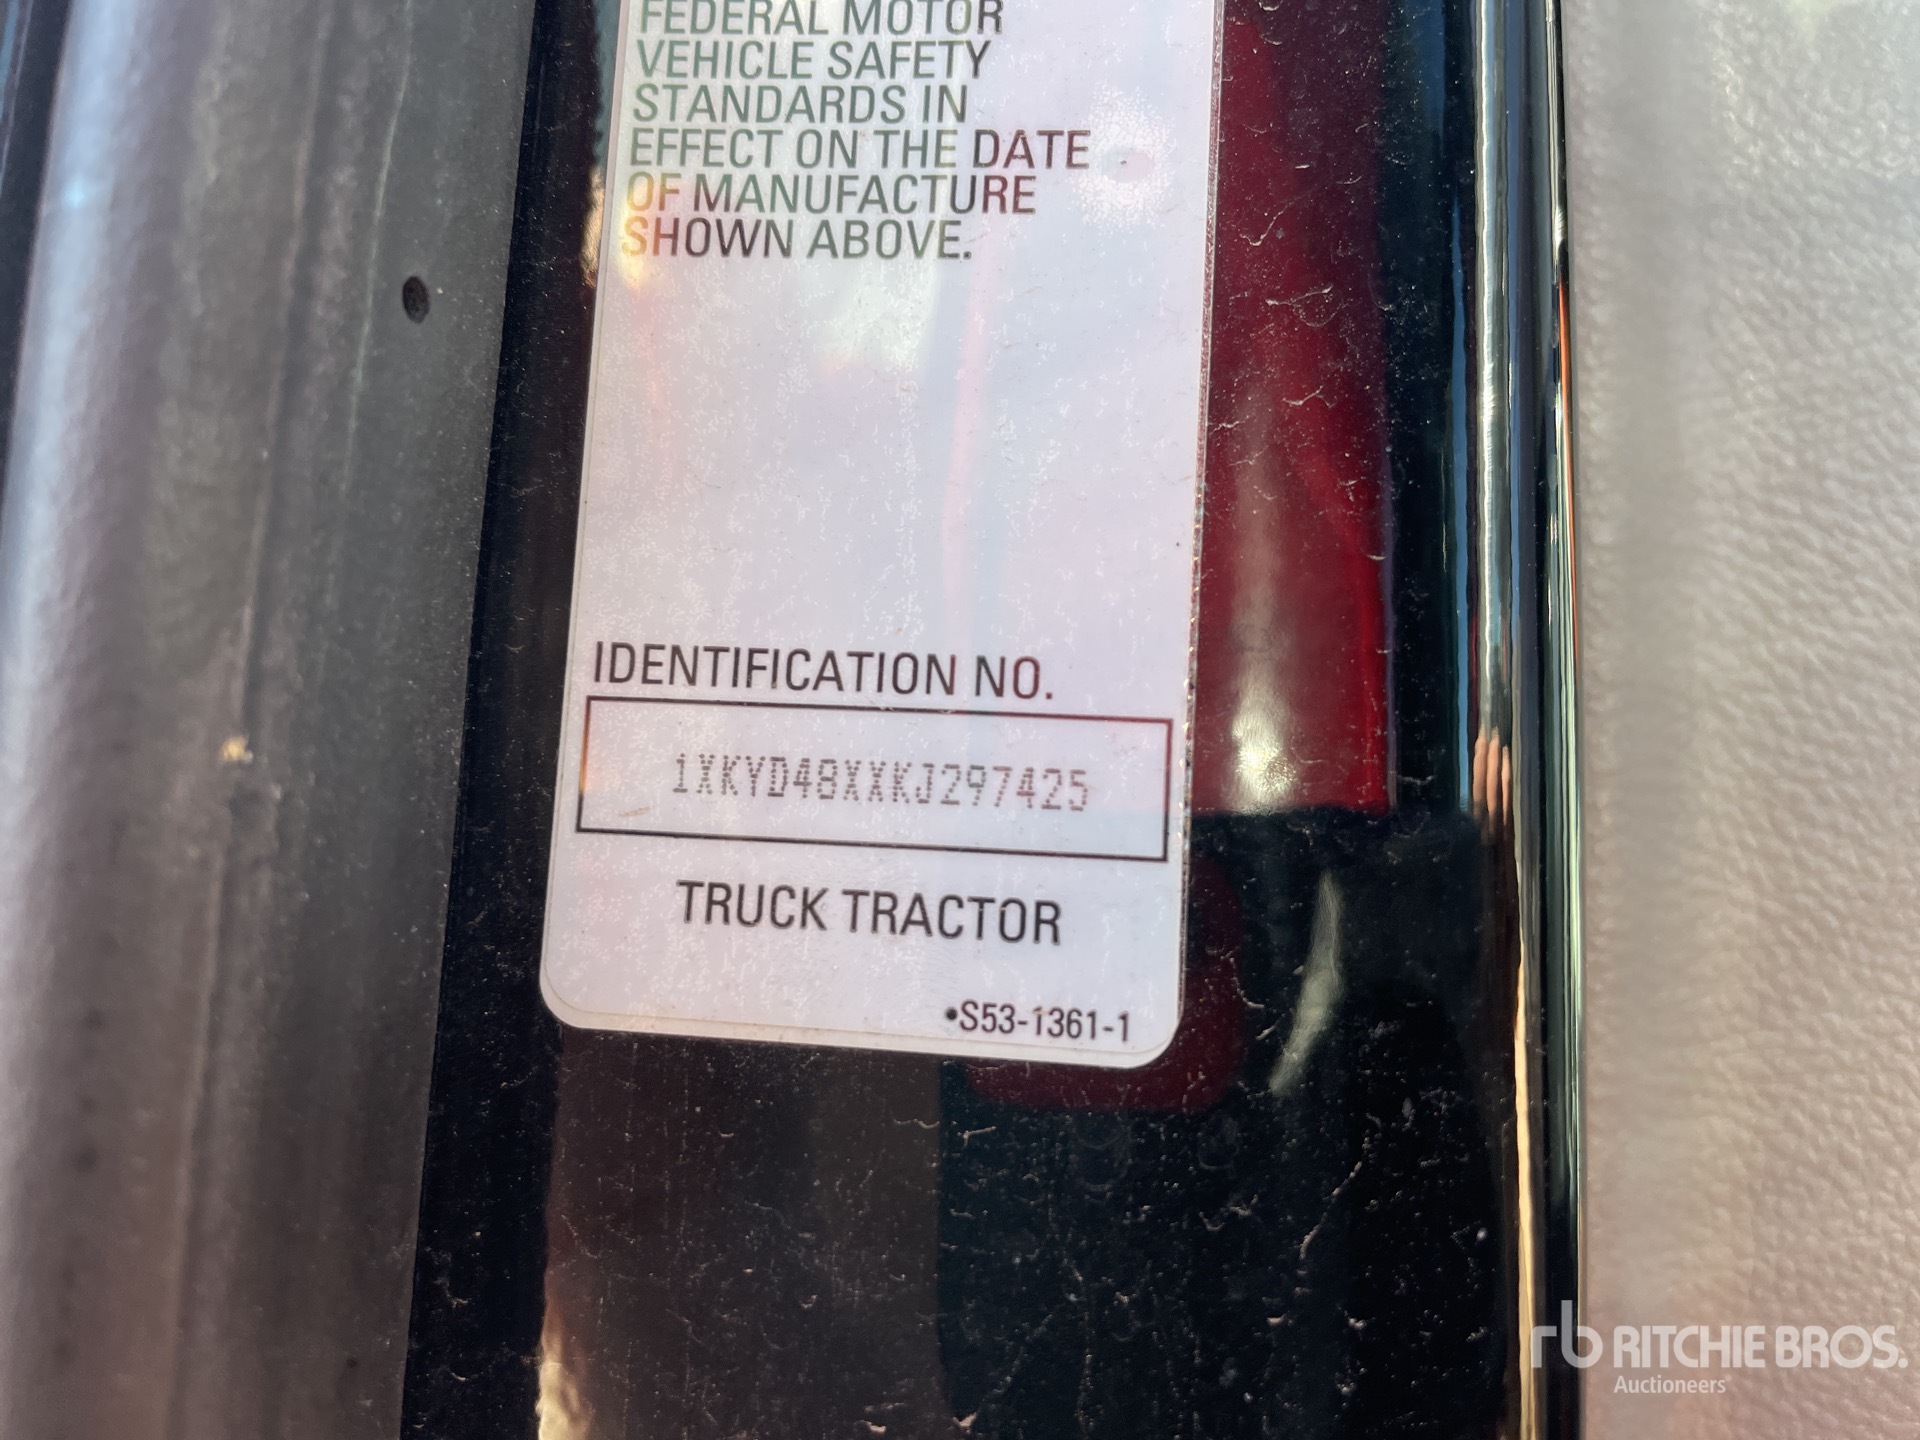 FEDERAL MOTOR
VEHICLE SAFETY
STANDARDS IN
EFFECT ON THE DATE
OF MANUFACTURE
SHOWN ABOVE.
IDENTIFICATION NO.
1XKYD48XXKJ297425
TRUCK TRACTOR
•S53-1361-1
rb RITCHIE BROS.
Auctioneers